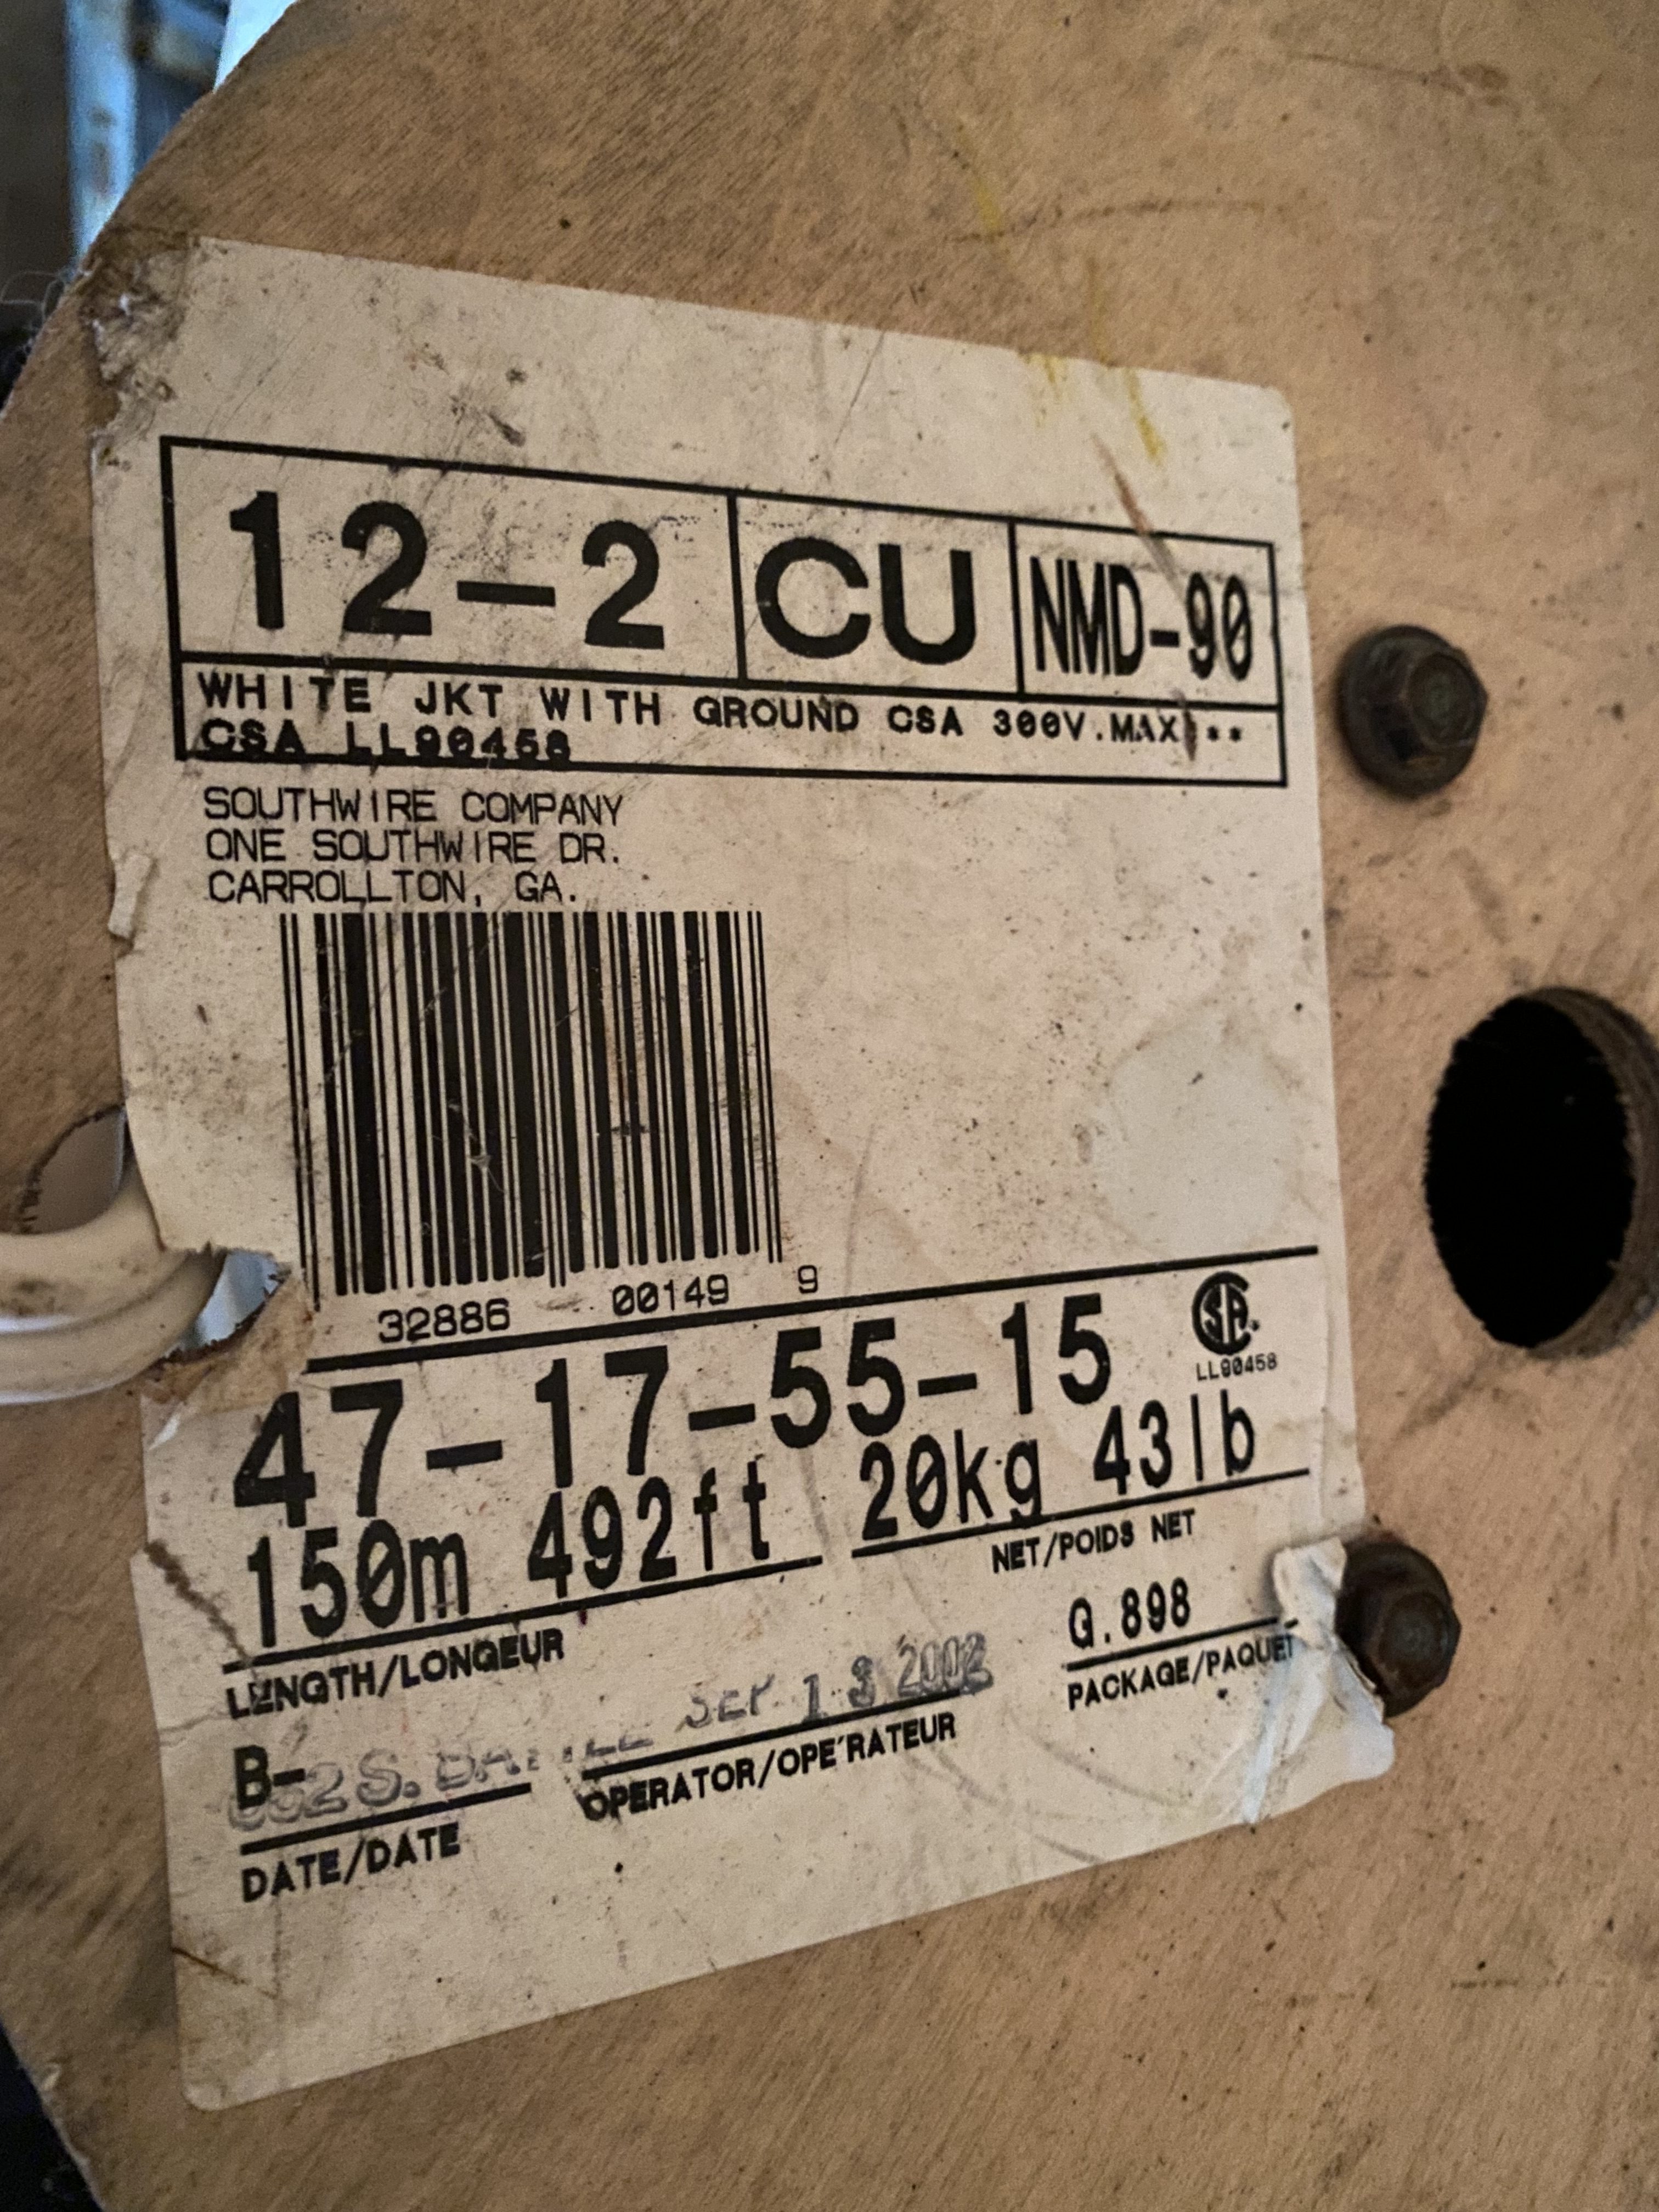 12-2 CU NMD-90
WHITE JKT WITH GROUND CSA 300V.MAX **
CSA LL90458
SOUTHWIRE COMPANY
ONE SOUTHWIRE DR.
CARROLLTON, GA.
32886 00149 9
47-17-55-15
LL90458
150m 492ft 20kg 43lb
NET/POIDS NET
LENGTH/LONGEUR
Q.898
PACKAGE/PAQUET
SEP 13 2002
B- S.
OPERATOR/OPE'RATEUR
DATE/DATE